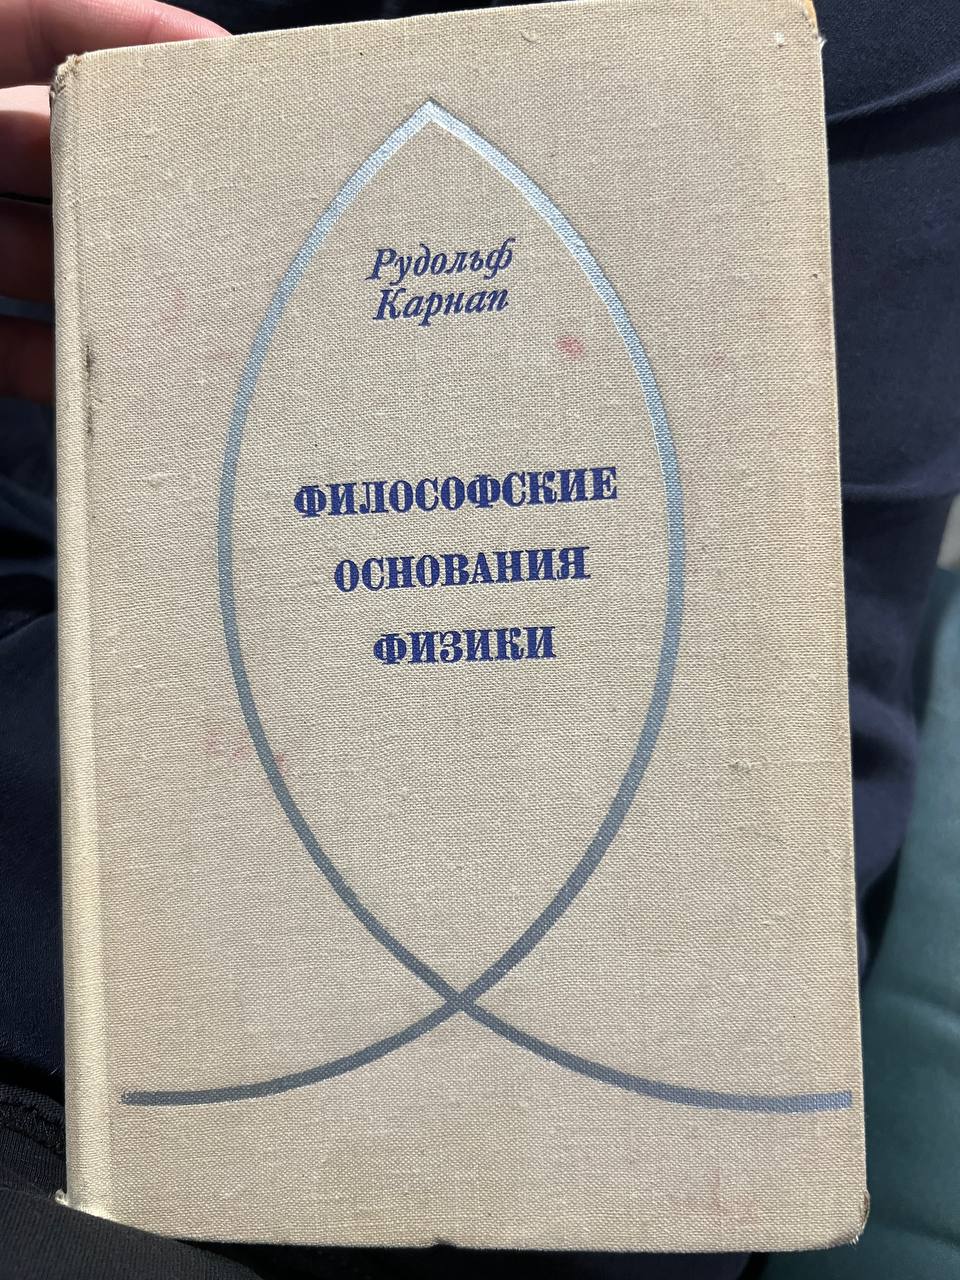 Рудольф
Карнап
ФИЛОСОФСКИЕ
ОСНОВАНИЯ
ФИЗИКИ